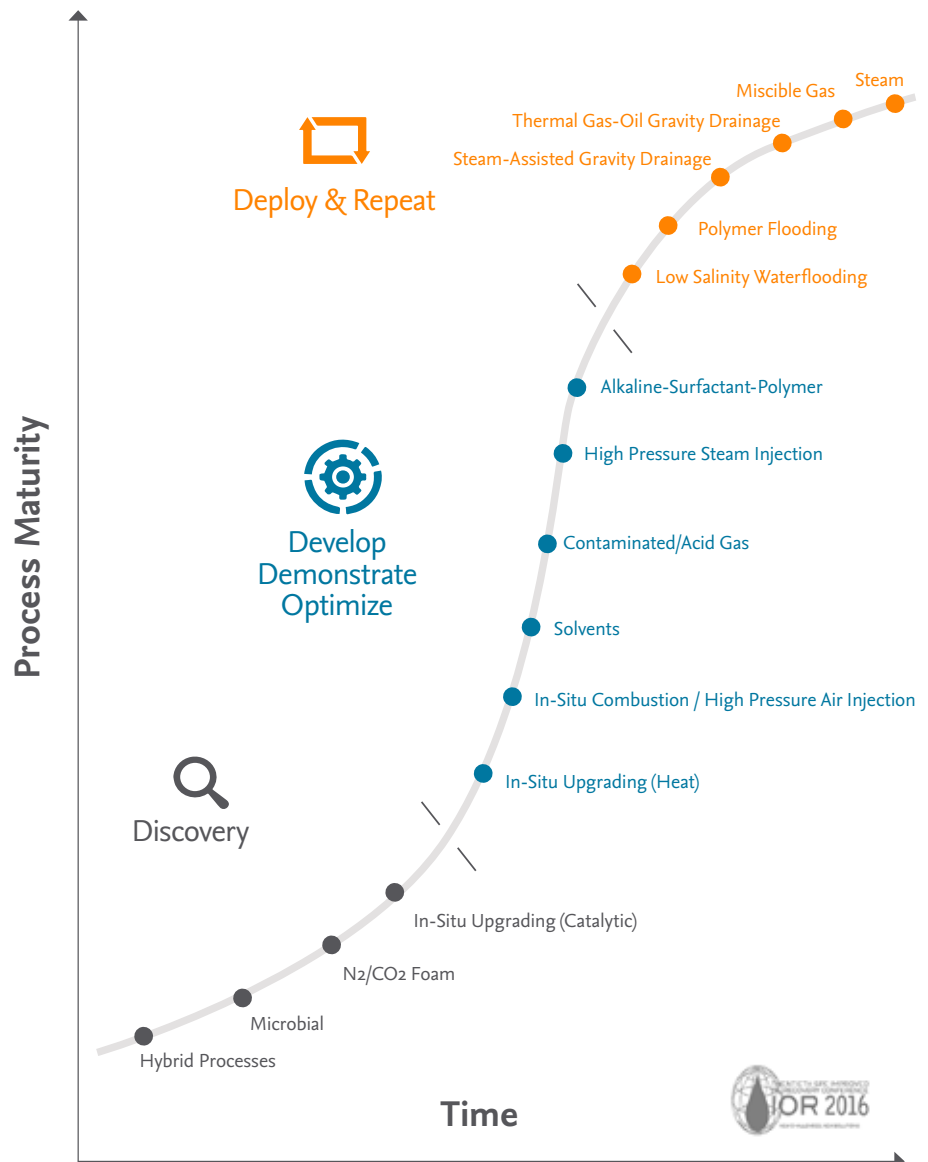 Steam
Miscible Gas
Thermal Gas-Oil Gravity Drainage
Steam-Assisted Gravity Drainage
Deploy & Repeat
Polymer Flooding
Low Salinity Waterflooding
Alkaline-Surfactant-Polymer
High Pressure Steam Injection
Contaminated/Acid Gas
Develop
Demonstrate
Optimize
Solvents
In-Situ Combustion / High Pressure Air Injection
In-Situ Upgrading (Heat)
Discovery
In-Situ Upgrading (Catalytic)
N2/CO2 Foam
Microbial
Hybrid Processes
Process Maturity
Time
IOR 2016